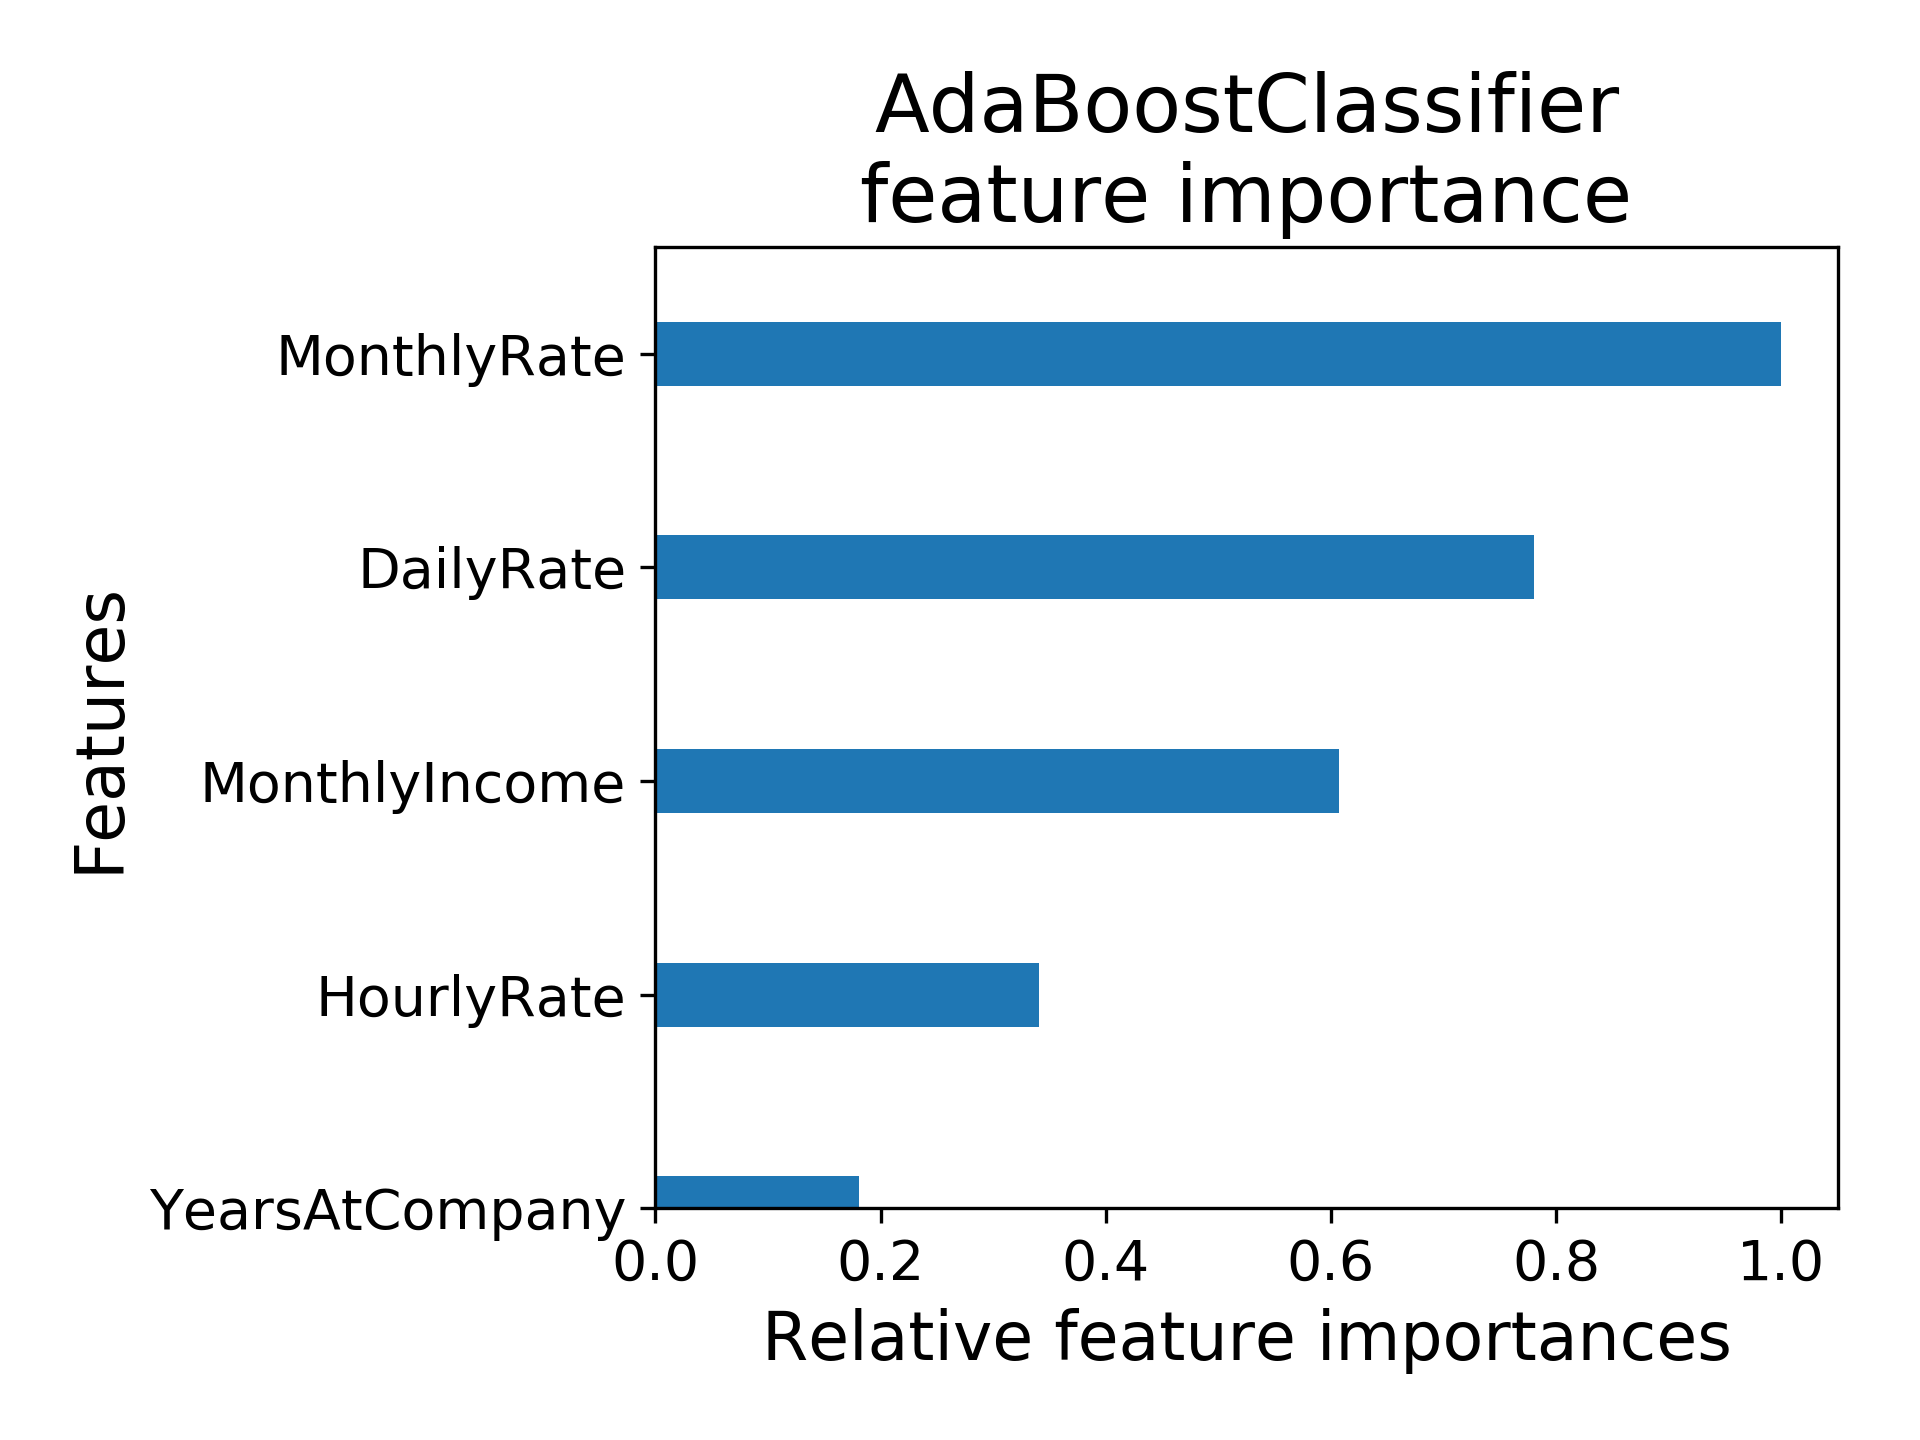 AdaBoostClassifier
feature importance
MonthlyRate
DailyRate
MonthlyIncome
HourlyRate
YearsAtCompany
Features
0.0 0.2 0.4 0.6 0.8 1.0
Relative feature importances